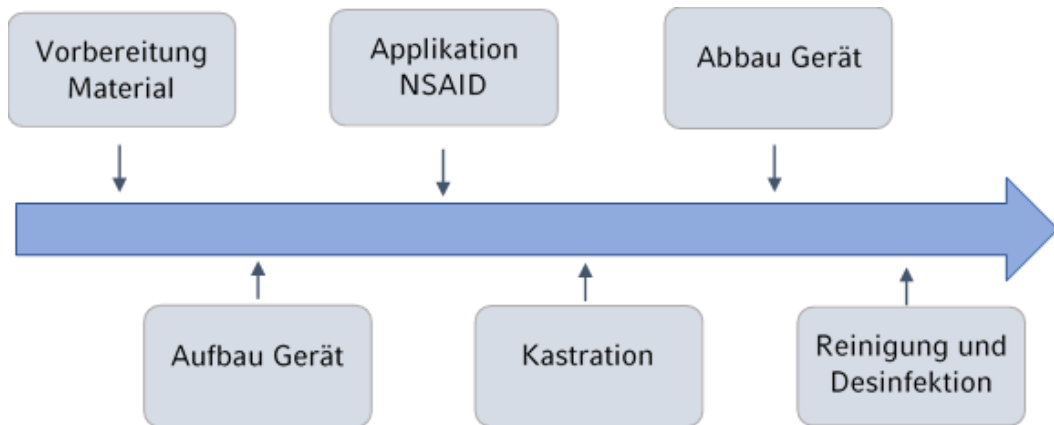 Vorbereitung
Material
Applikation
NSAID
Abbau Gerät
Aufbau Gerät
Kastration
Reinigung und
Desinfektion